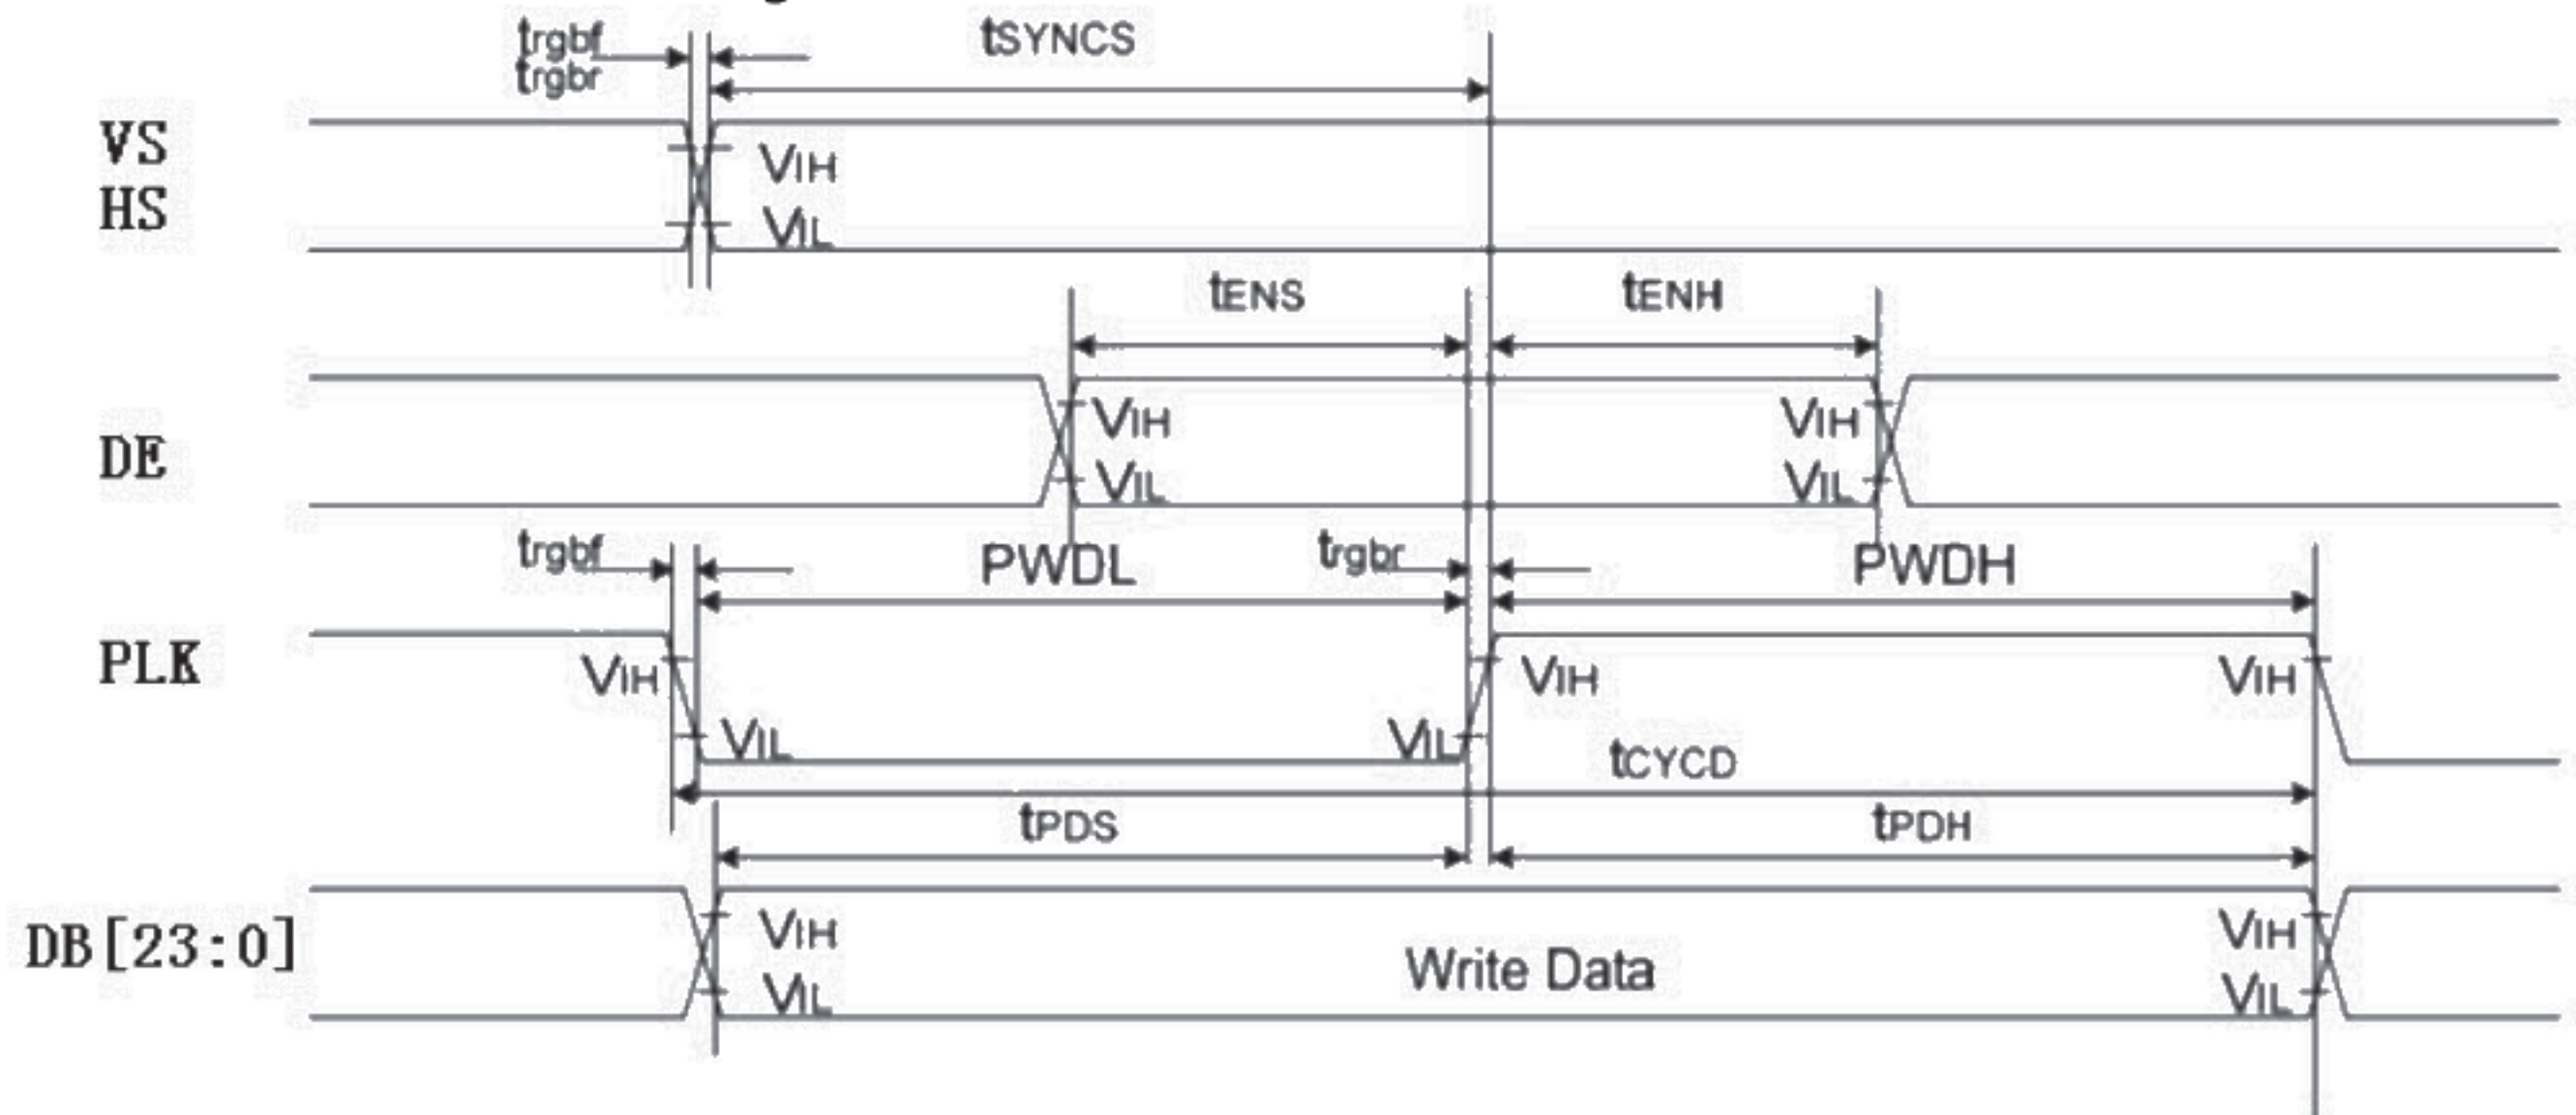 trgbf
trgbr
tSYNCS
VS
HS
VIH
VIL
tENS
tENH
DE
VIH
VIL
VIH
VIL
trgbf
PWDL
trgbr
PWDH
PLK
VIH
VIL
VIL
VIH
VIH
tCYCD
tPDS
tPDH
DB[23:0]
VIH
VIL
Write Data
VIH
VIL